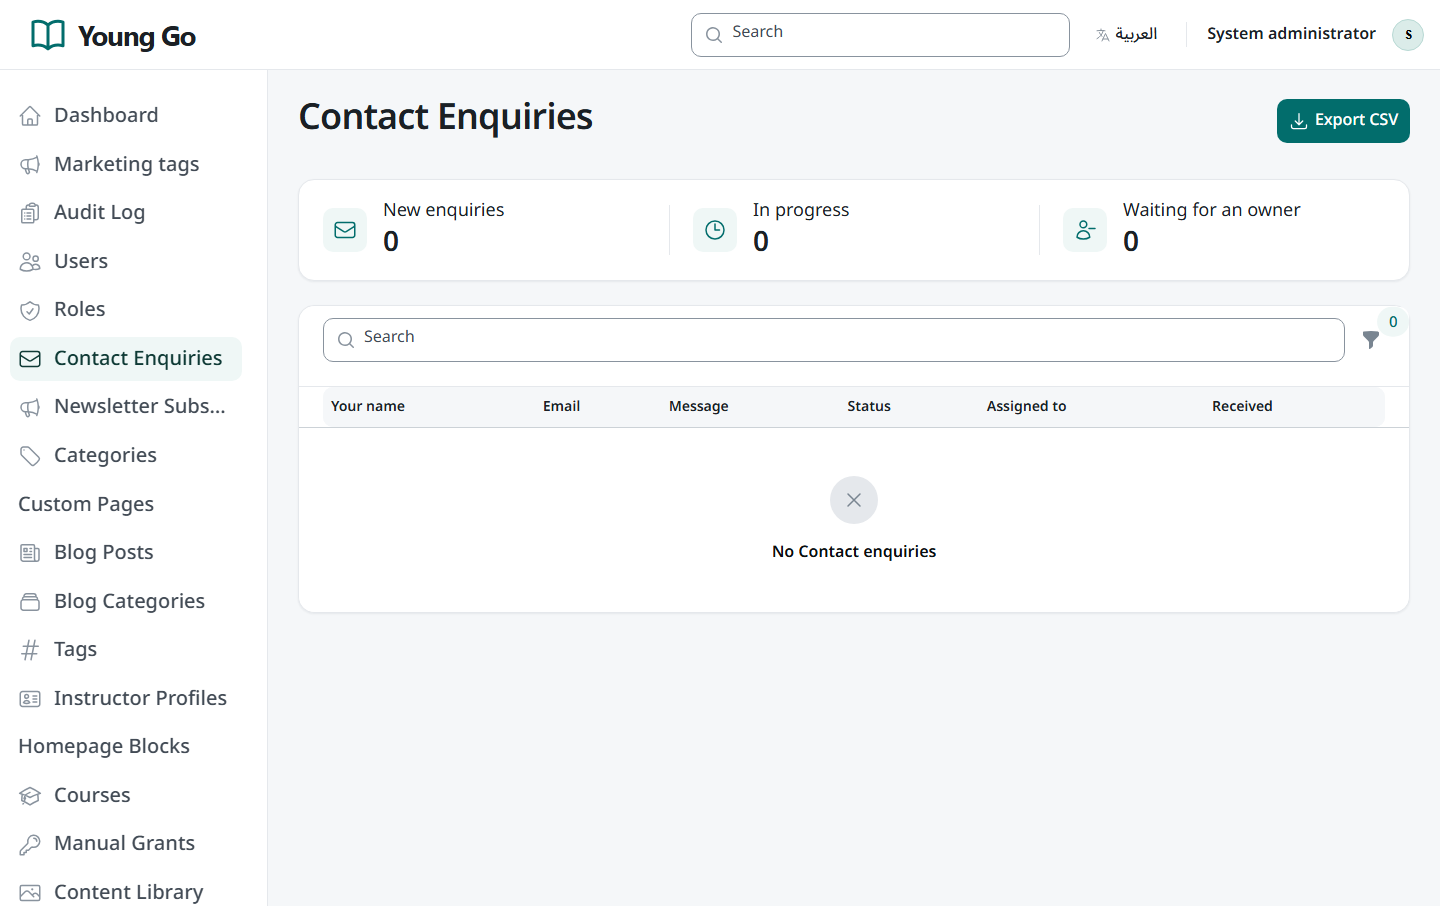 Young Go
Search
العربية
System administrator
S
Dashboard
Marketing tags
Audit Log
Users
Roles
Contact Enquiries
Newsletter Subs...
Categories
Custom Pages
Blog Posts
Blog Categories
Tags
Instructor Profiles
Homepage Blocks
Courses
Manual Grants
Content Library
Contact Enquiries
Export CSV
New enquiries
0
In progress
0
Waiting for an owner
0
Search
0
Your name Email Message Status Assigned to Received
No Contact enquiries